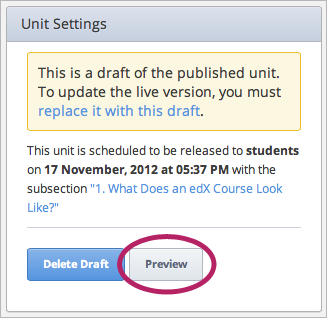 Unit Settings
This is a draft of the published unit.
To update the live version, you must
replace it with this draft.
This unit is scheduled to be released to students
on 17 November, 2012 at 05:37 PM with the
subsection "1. What Does an edX Course Look
Like?"
Delete Draft Preview